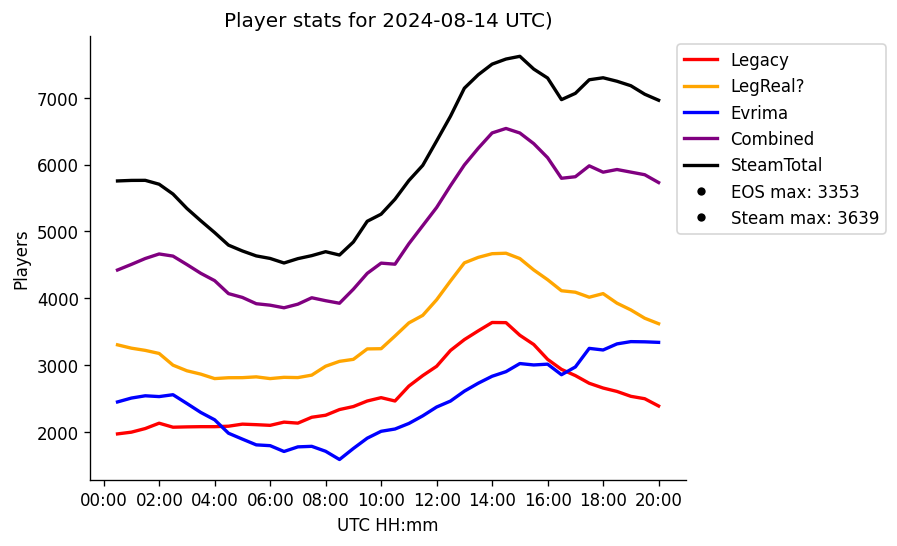 Player stats for 2024-08-14 UTC)
Legacy
LegReal?
Evrima
Combined
SteamTotal
EOS max: 3353
Steam max: 3639
Players
7000
6000
5000
4000
3000
2000
00:00 02:00 04:00 06:00 08:00 10:00 12:00 14:00 16:00 18:00 20:00
UTC HH:mm